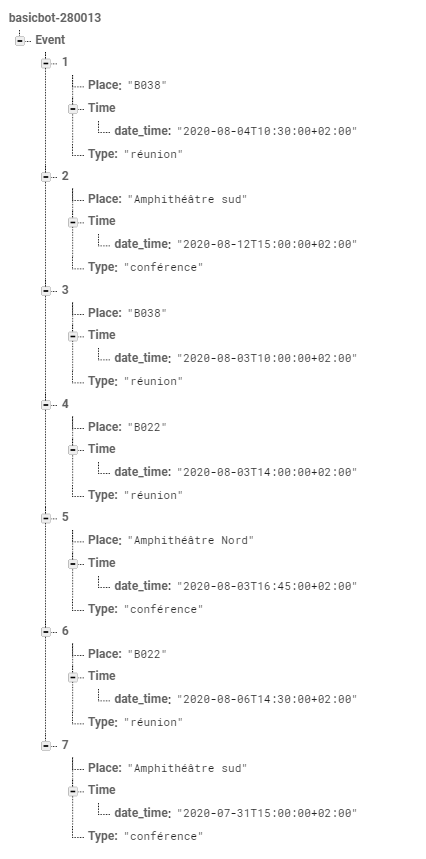 basicbot-280013
Event
1
Place: "B038"
Time
date_time: "2020-08-04T10:30:00+02:00"
Type: "réunion"
2
Place: "Amphithéâtre sud"
Time
date_time: "2020-08-12T15:00:00+02:00"
Type: "conférence"
3
Place: "B038"
Time
date_time: "2020-08-03T10:00:00+02:00"
Type: "réunion"
4
Place: "B022"
Time
date_time: "2020-08-03T14:00:00+02:00"
Type: "réunion"
5
Place: "Amphithéâtre Nord"
Time
date_time: "2020-08-03T16:45:00+02:00"
Type: "conférence"
6
Place: "B022"
Time
date_time: "2020-08-06T14:30:00+02:00"
Type: "réunion"
7
Place: "Amphithéâtre sud"
Time
date_time: "2020-07-31T15:00:00+02:00"
Type: "conférence"